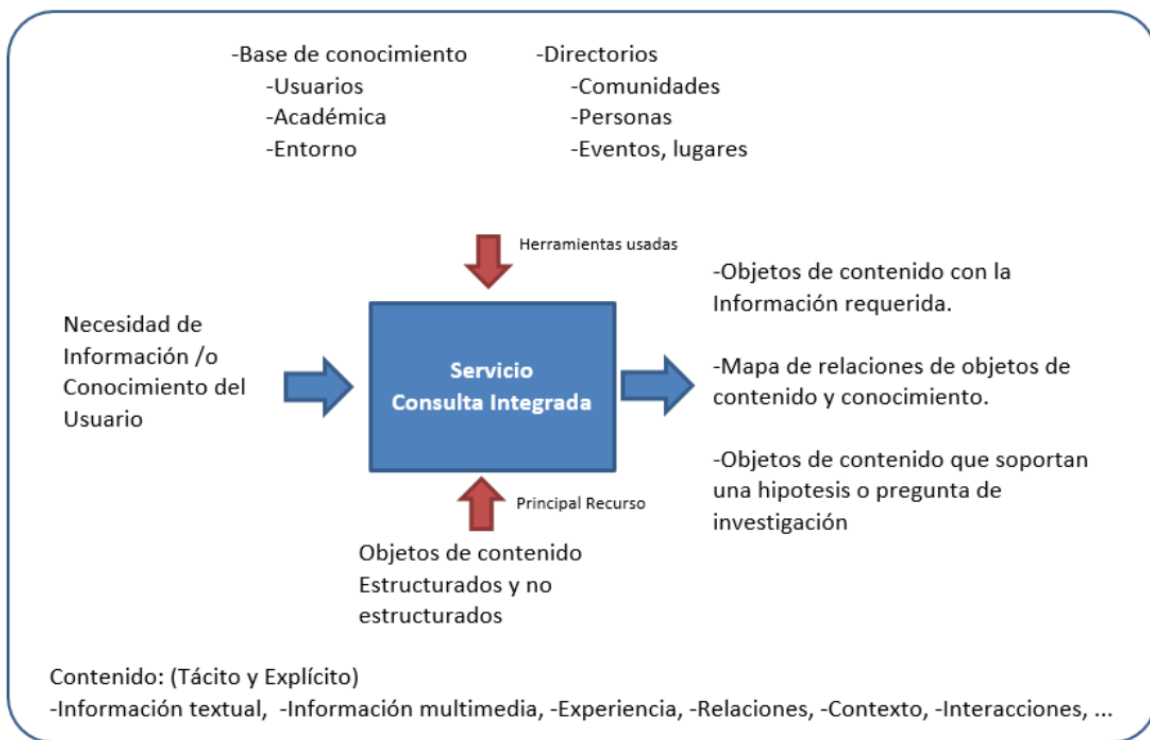 -Base de conocimiento
-Usuarios
-Académica
-Entorno
-Directorios
-Comunidades
-Personas
-Eventos, lugares
Herramientas usadas
Necesidad de
Información /o
Conocimiento del
Usuario
Servicio
Consulta Integrada
-Objetos de contenido con la
Información requerida.
-Mapa de relaciones de objetos de
contenido y conocimiento.
-Objetos de contenido que soportan
una hipotesis o pregunta de
investigación
Principal Recurso
Objetos de contenido
Estructurados y no
estructurados
Contenido: (Tácito y Explícito)
-Información textual, -Información multimedia, -Experiencia, -Relaciones, -Contexto, -Interacciones, ...